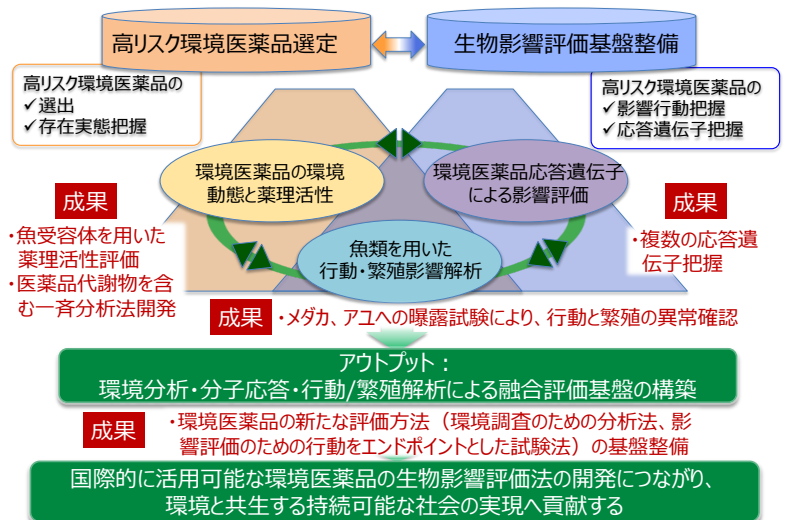 高リスク環境医薬品選定
生物影響評価基盤整備
高リスク環境医薬品の
✓選出
✓存在実態把握
高リスク環境医薬品の
✓影響行動把握
✓応答遺伝子把握
環境医薬品の環境
動態と薬理活性
環境医薬品応答遺伝子
による影響評価
魚類を用いた
行動・繁殖影響解析
成果
・魚受容体を用いた
薬理活性評価
・医薬品代謝物を含
む一斉分析法開発
成果
・複数の応答遺
伝子把握
成果
・メダカ、アユへの曝露試験により、行動と繁殖の異常確認
アウトプット：
環境分析・分子応答・行動/繁殖解析による融合評価基盤の構築
成果
・環境医薬品の新たな評価方法（環境調査のための分析法、影
響評価のための行動をエンドポイントとした試験法）の基盤整備
国際的に活用可能な環境医薬品の生物影響評価法の開発につながり、
環境と共生する持続可能な社会の実現へ貢献する